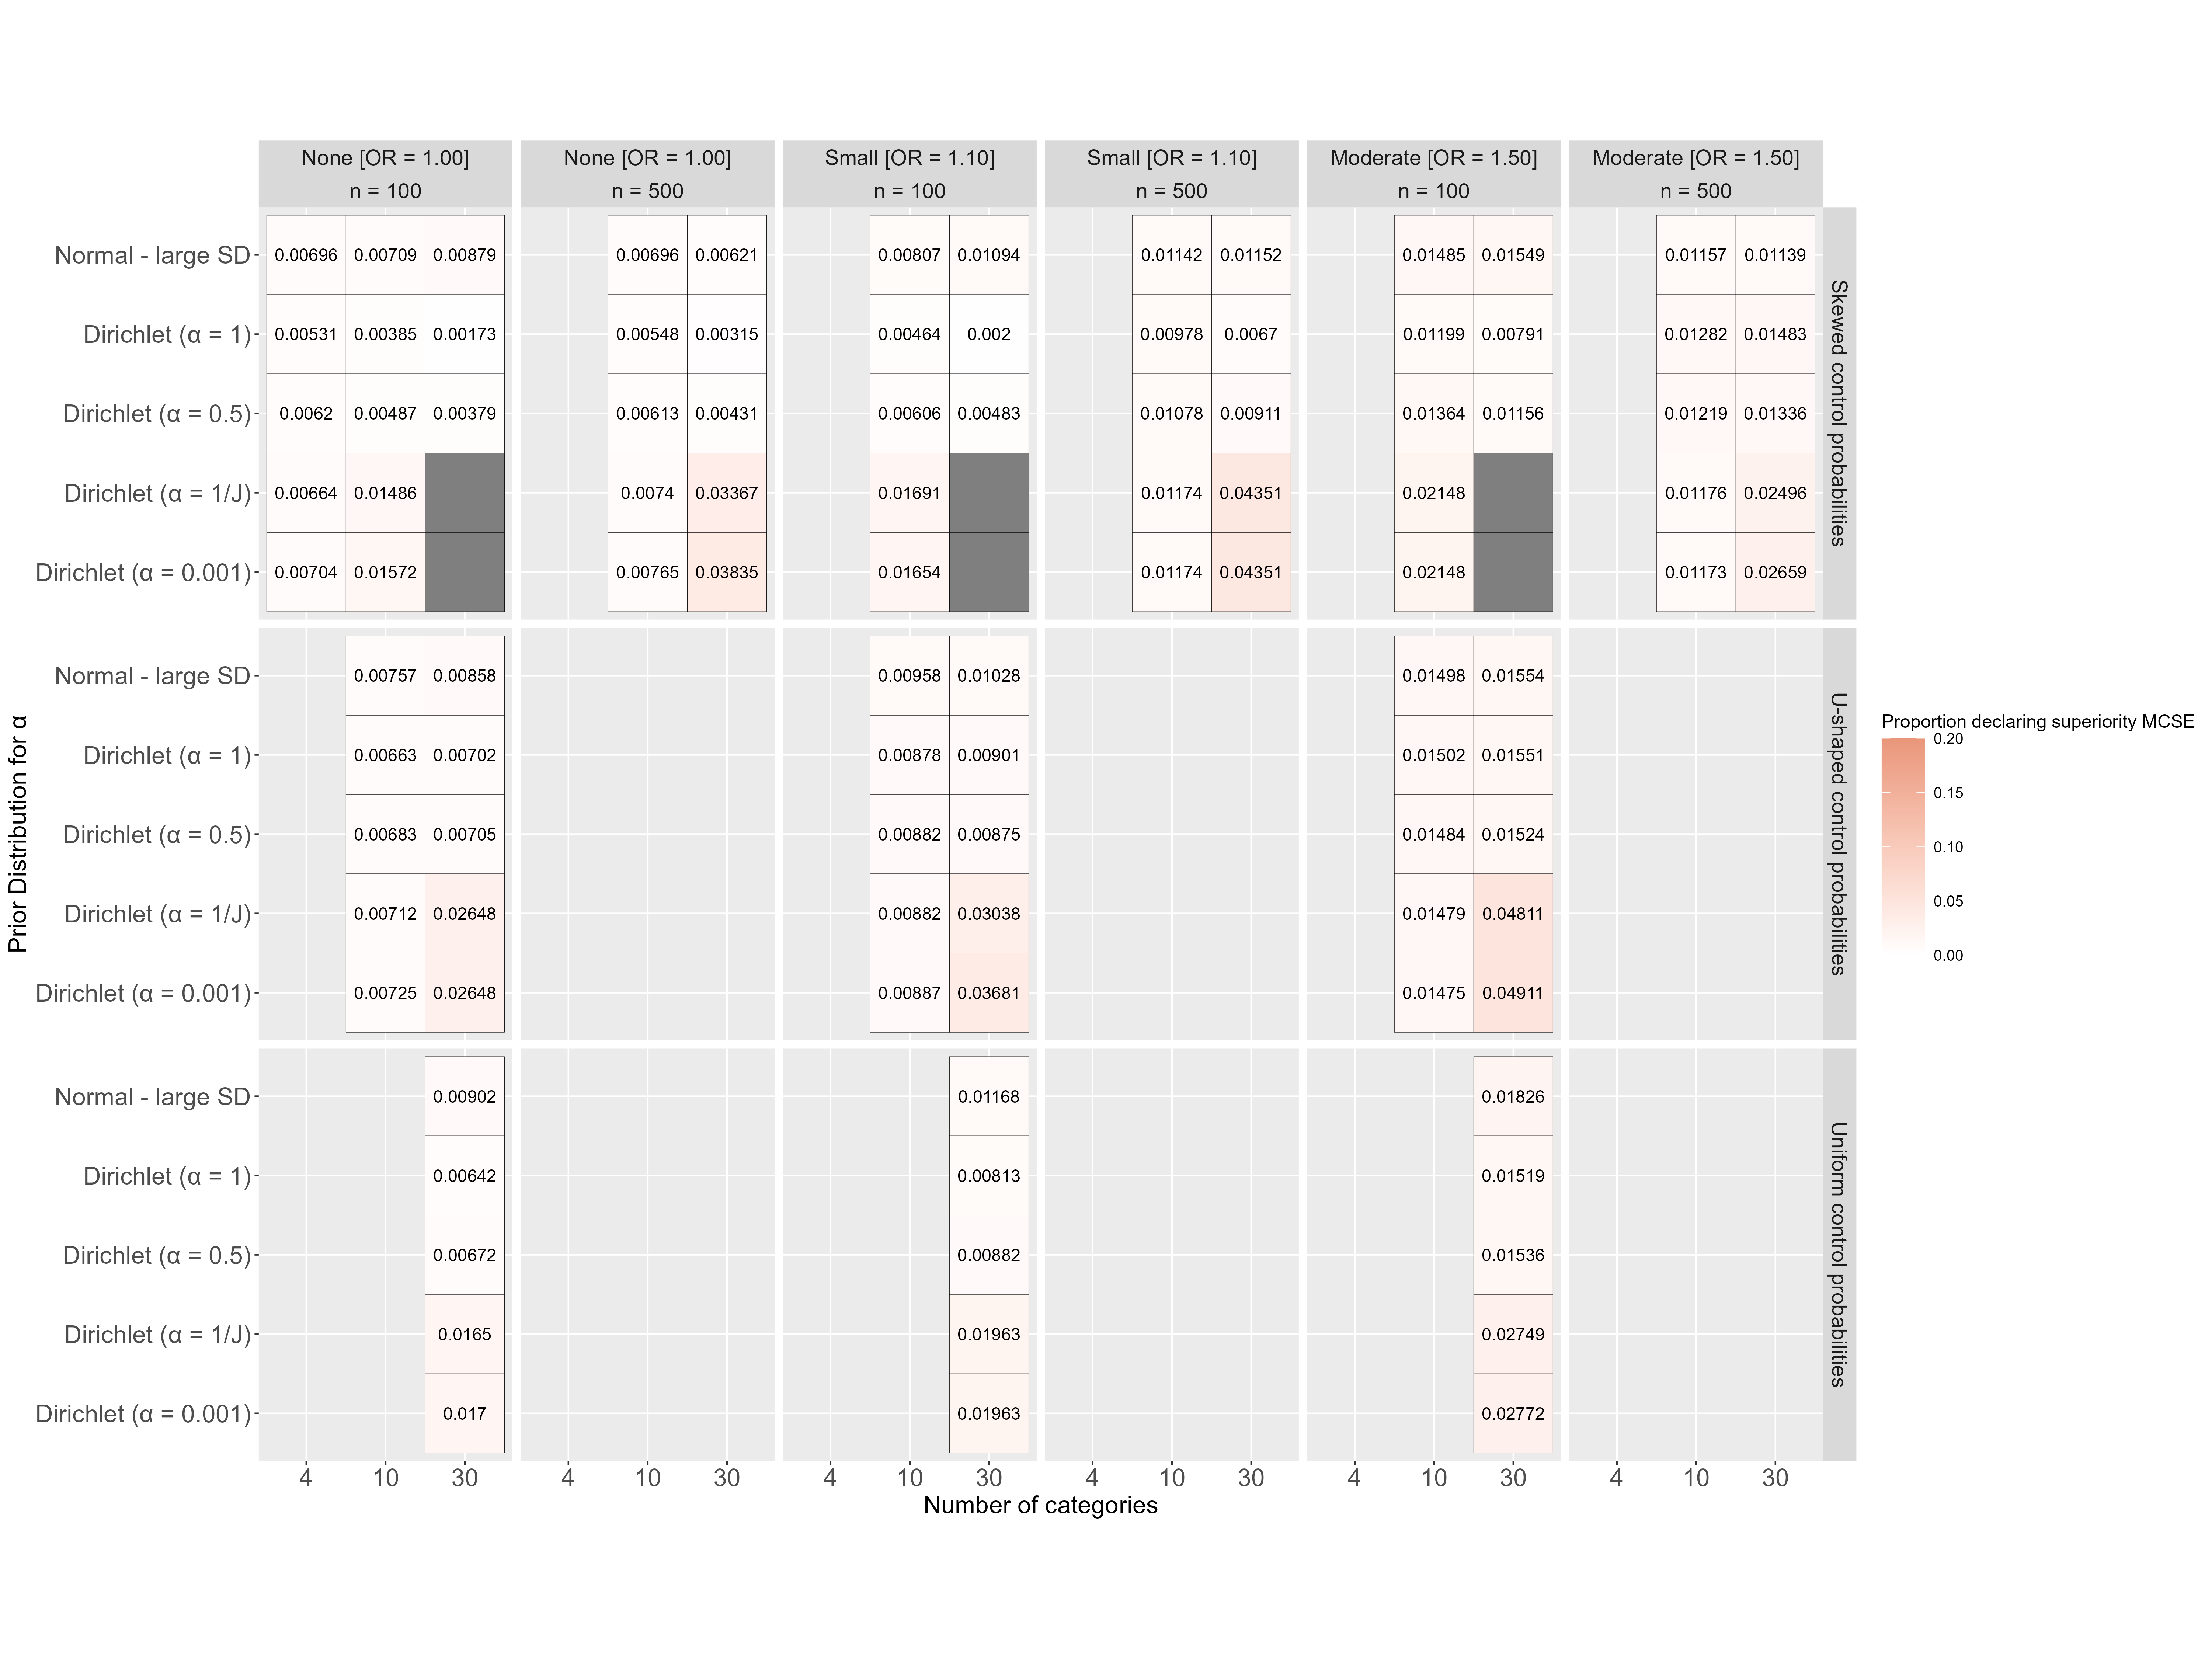 None [OR = 1.00] None [OR = 1.00] Small [OR = 1.10] Small [OR = 1.10] Moderate [OR = 1.50] Moderate [OR = 1.50]
n = 100 n = 500 n = 100 n = 500 n = 100 n = 500
Normal - large SD 0.00696 0.00709 0.00879 0.00696 0.00621 0.00807 0.01094 0.01142 0.01152 0.01485 0.01549 0.01157 0.01139
Dirichlet (α = 1) 0.00531 0.00385 0.00173 0.00548 0.00315 0.00464 0.002 0.00978 0.0067 0.01199 0.00791 0.01282 0.01483
Dirichlet (α = 0.5) 0.0062 0.00487 0.00379 0.00613 0.00431 0.00606 0.00483 0.01078 0.00911 0.01364 0.01156 0.01219 0.01336
Dirichlet (α = 1/J) 0.00664 0.01486 0.0074 0.03367 0.01691 0.01174 0.04351 0.02148 0.01176 0.02496
Dirichlet (α = 0.001) 0.00704 0.01572 0.00765 0.03835 0.01654 0.01174 0.04351 0.02148 0.01173 0.02659
Skewed control probabilities
Normal - large SD 0.00757 0.00858 0.00958 0.01028 0.01498 0.01554
Dirichlet (α = 1) 0.00663 0.00702 0.00878 0.00901 0.01502 0.01551
Dirichlet (α = 0.5) 0.00683 0.00705 0.00882 0.00875 0.01484 0.01524
Dirichlet (α = 1/J) 0.00712 0.02648 0.00882 0.03038 0.01479 0.04811
Dirichlet (α = 0.001) 0.00725 0.02648 0.00887 0.03681 0.01475 0.04911
U-shaped control probabilities
Normal - large SD 0.00902 0.01168 0.01826
Dirichlet (α = 1) 0.00642 0.00813 0.01519
Dirichlet (α = 0.5) 0.00672 0.00882 0.01536
Dirichlet (α = 1/J) 0.0165 0.01963 0.02749
Dirichlet (α = 0.001) 0.017 0.01963 0.02772
Uniform control probabilities
4 10 30 4 10 30 4 10 30 4 10 30 4 10 30 4 10 30
Number of categories
Prior Distribution for α
Proportion declaring superiority MCSE
0.20
0.15
0.10
0.05
0.00